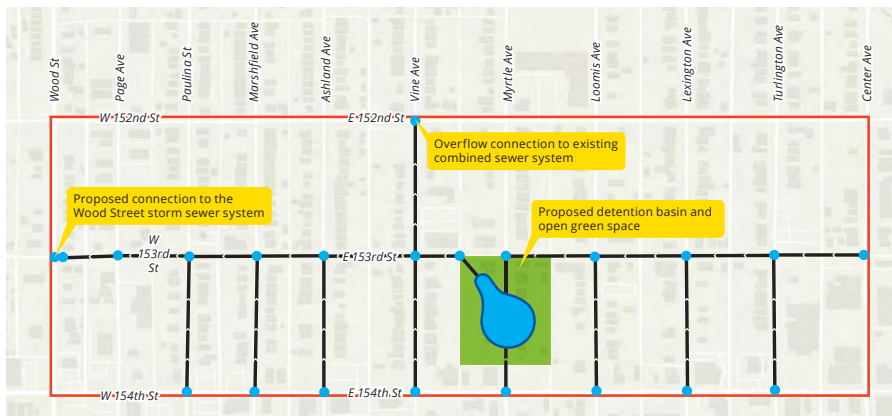 Wood St
Page Ave
Paulina St
Marshfield Ave
Ashland Ave
Vine Ave
Myrtle Ave
Loomis Ave
Lexington Ave
Turlington Ave
Center Ave
W 152nd St
E 152nd St
Overflow connection to existing
combined sewer system
Proposed connection to the
Wood Street storm sewer system
Proposed detention basin and
open green space
W
153rd
St
E 153rd St
W 154th St
E 154th St